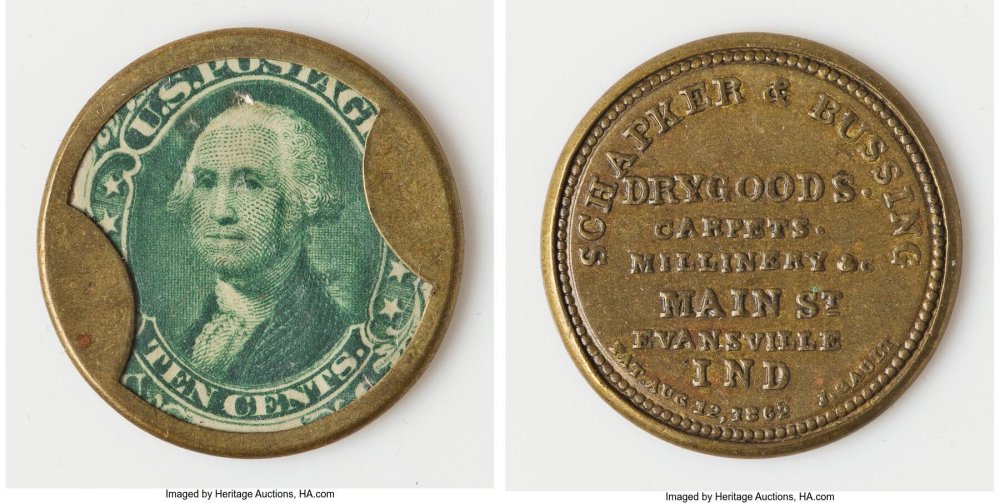 U.S. POSTAGE
TEN CENTS.
SCHAPKER & BUSSING
DRYGOODS.
CARPETS.
MILLINERY &c.
MAIN ST
EVANSVILLE
IND
PAT. AUG 12, 1862 J. GAULT
Imaged by Heritage Auctions, HA.com
Imaged by Heritage Auctions, HA.com